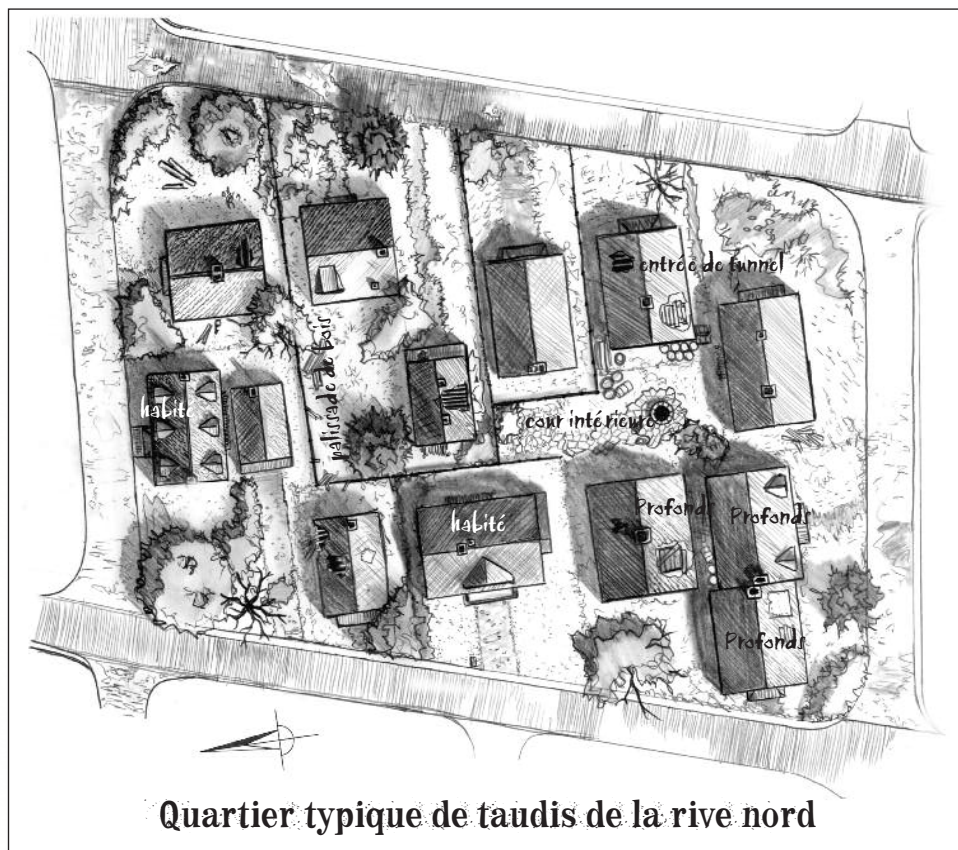 entrée de tunnel
palissade de bois
habité
cour intérieure
habité
Profonds
Profonds
Profonds
Quartier typique de taudis de la rive nord